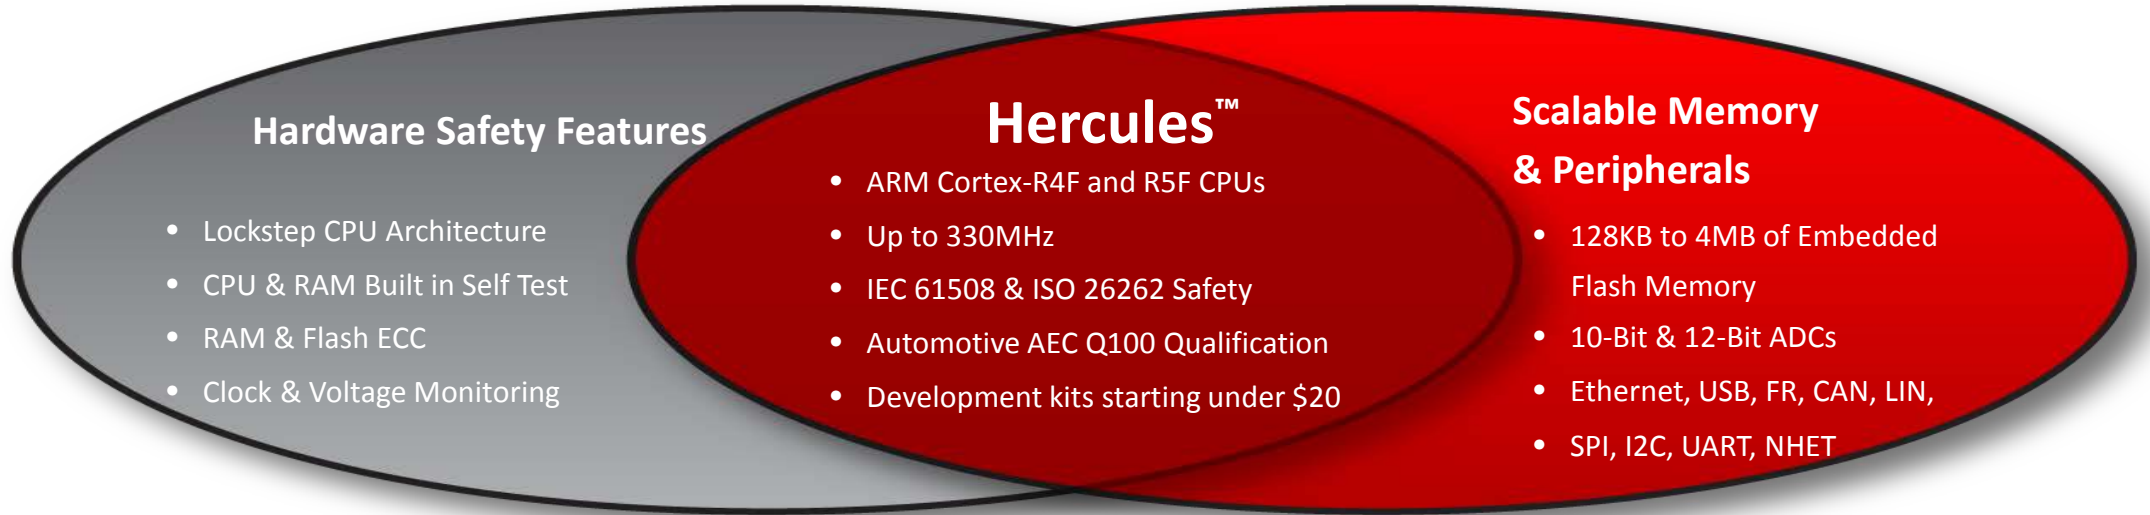 Hardware Safety Features
• Lockstep CPU Architecture
• CPU & RAM Built in Self Test
• RAM & Flash ECC
• Clock & Voltage Monitoring
Hercules™
• ARM Cortex-R4F and R5F CPUs
• Up to 330MHz
• IEC 61508 & ISO 26262 Safety
• Automotive AEC Q100 Qualification
• Development kits starting under $20
Scalable Memory
& Peripherals
• 128KB to 4MB of Embedded
Flash Memory
• 10-Bit & 12-Bit ADCs
• Ethernet, USB, FR, CAN, LIN,
• SPI, I2C, UART, NHET